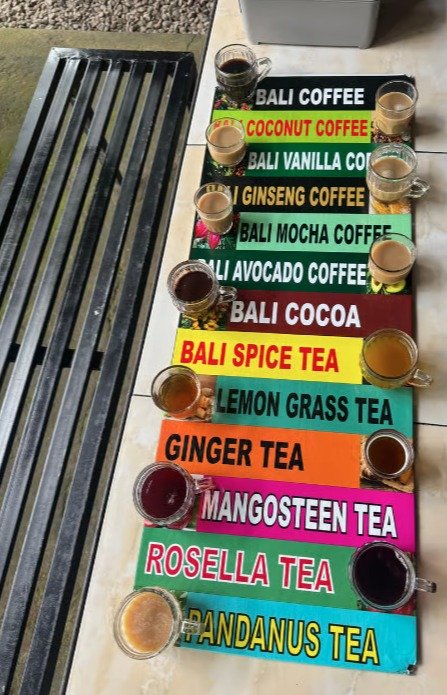 BALI COFFEE
BALI COCONUT COFFEE
BALI VANILLA CO
BALI GINSENG COFFEE
BALI MOCHA COFFEE
BALI AVOCADO COFFEE
BALI COCOA
BALI SPICE TEA
LEMON GRASS TEA
GINGER TEA
MANGOSTEEN TEA
ROSELLA TEA
PANDANUS TEA